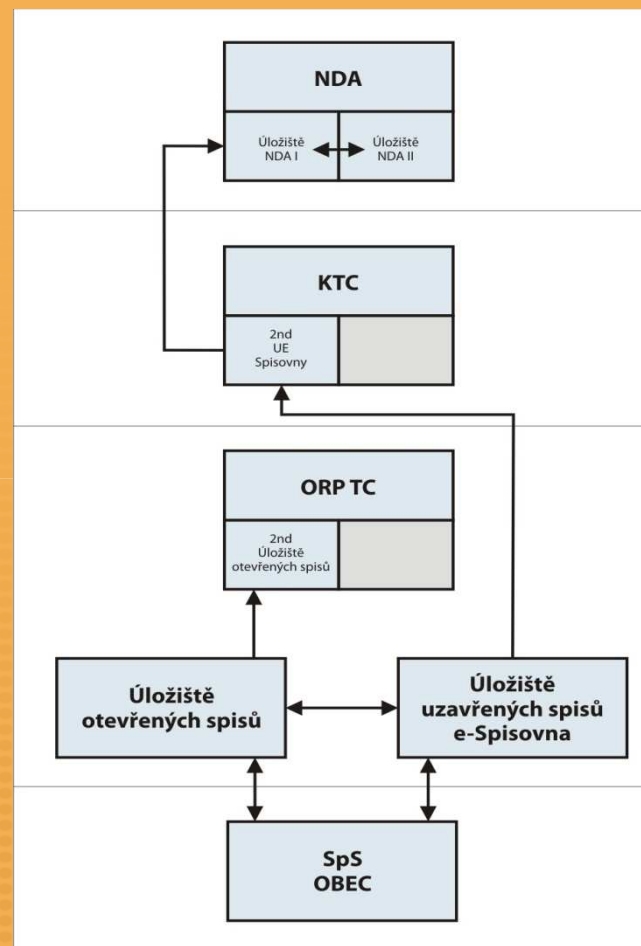 NDA
Úložiště
NDA I
Úložiště
NDA II
KTC
2nd
UE
Spisovny
ORP TC
2nd
Úložiště
otevřených spisů
Úložiště
otevřených spisů
Úložiště
uzavřených spisů
e-Spisovna
SpS
OBEC